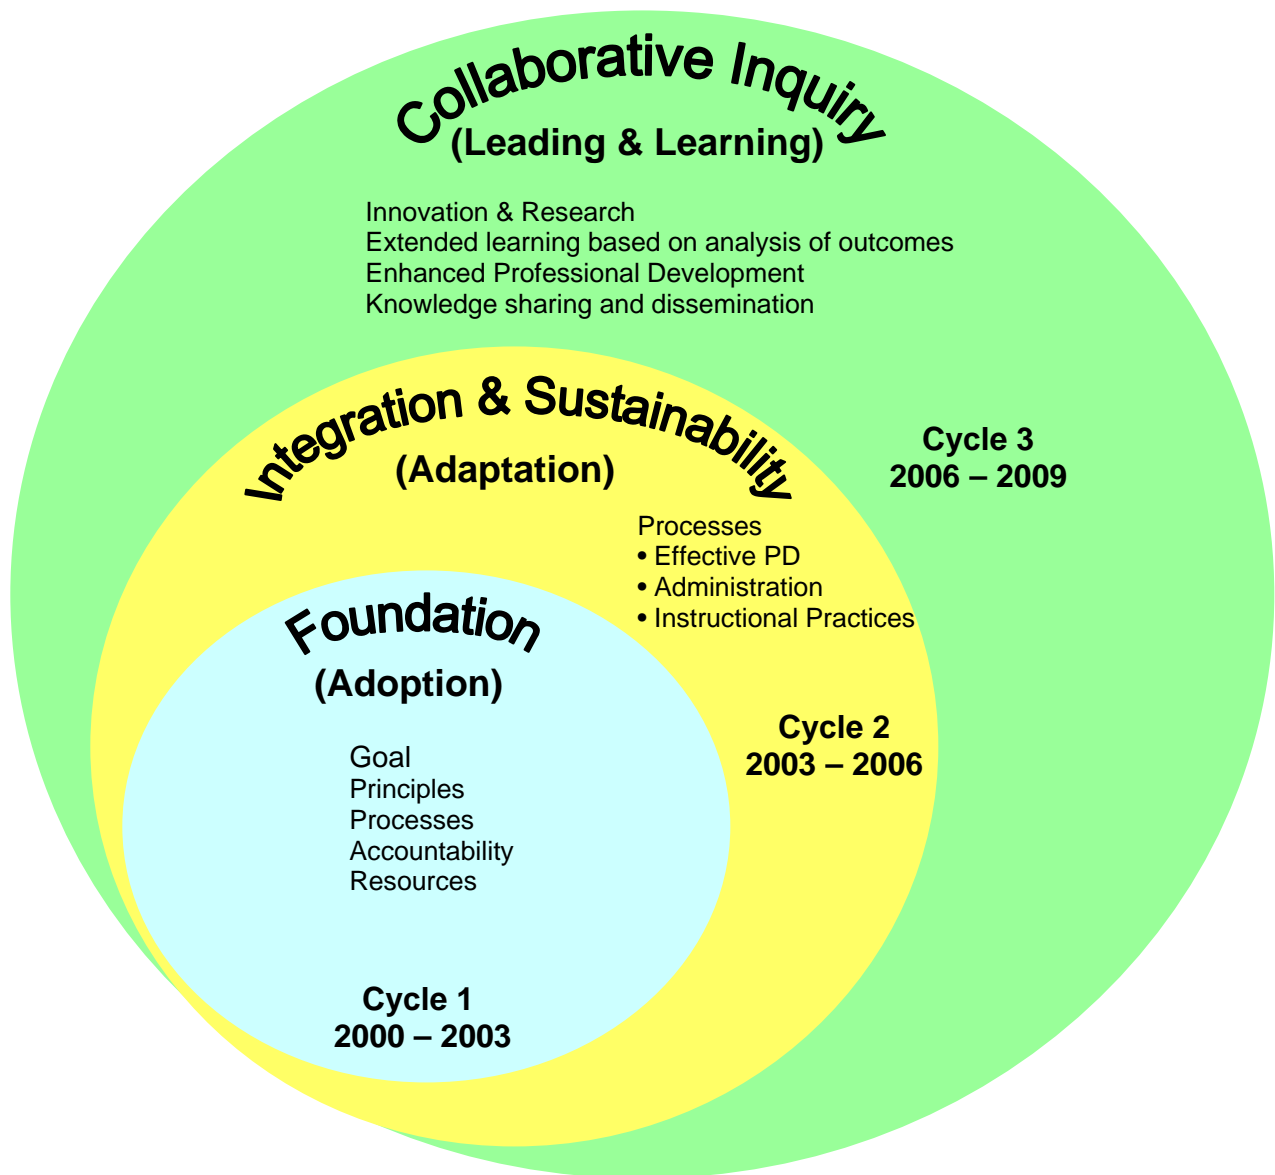 Collaborative Inquiry
(Leading & Learning)
Innovation & Research
Extended learning based on analysis of outcomes
Enhanced Professional Development
Knowledge sharing and dissemination
Integration & Sustainability
(Adaptation)
Cycle 3
2006 – 2009
Processes
• Effective PD
• Administration
• Instructional Practices
Foundation
(Adoption)
Cycle 2
2003 – 2006
Goal
Principles
Processes
Accountability
Resources
Cycle 1
2000 – 2003